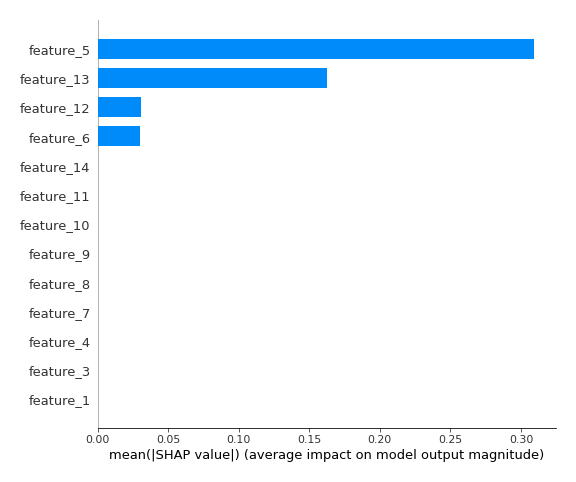 feature_5
feature_13
feature_12
feature_6
feature_14
feature_11
feature_10
feature_9
feature_8
feature_7
feature_4
feature_3
feature_1
0.00 0.05 0.10 0.15 0.20 0.25 0.30
mean(|SHAP value|) (average impact on model output magnitude)